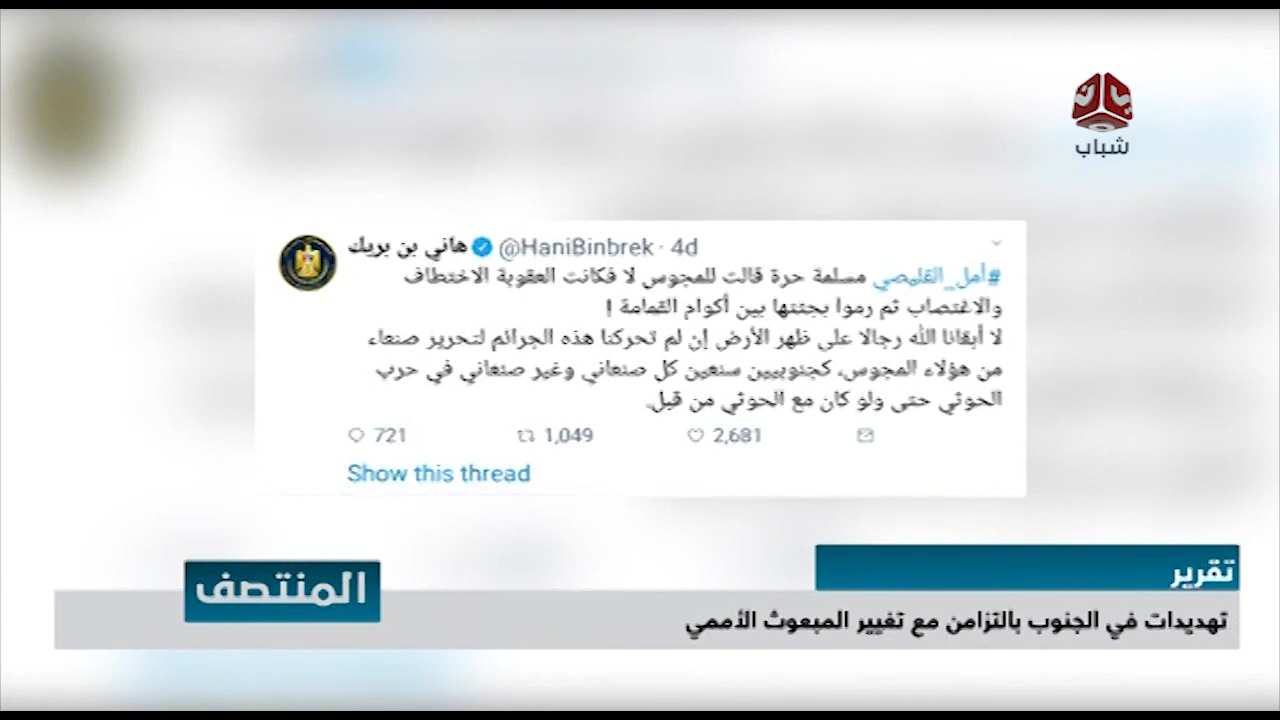 يمن
شباب
هاني بن بريك @HaniBinbrek · 4d
#أمل_القليصي مسلمة حرة قالت للمجوس لا فكانت العقوبة الاختطاف
والاغتصاب ثم رموا بجثتها بين أكوام القمامة !
لا أبقانا الله رجالا على ظهر الأرض إن لم تحركنا هذه الجرائم لتحرير صنعاء
من هؤلاء المجوس، كجنوبيين سنعين كل صنعاني وغير صنعاني في حرب
الحوثي حتى ولو كان مع الحوثي من قبل.
721 1,049 2,681
Show this thread
تقرير
المنتصف
تهديدات في الجنوب بالتزامن مع تغيير المبعوث الأممي